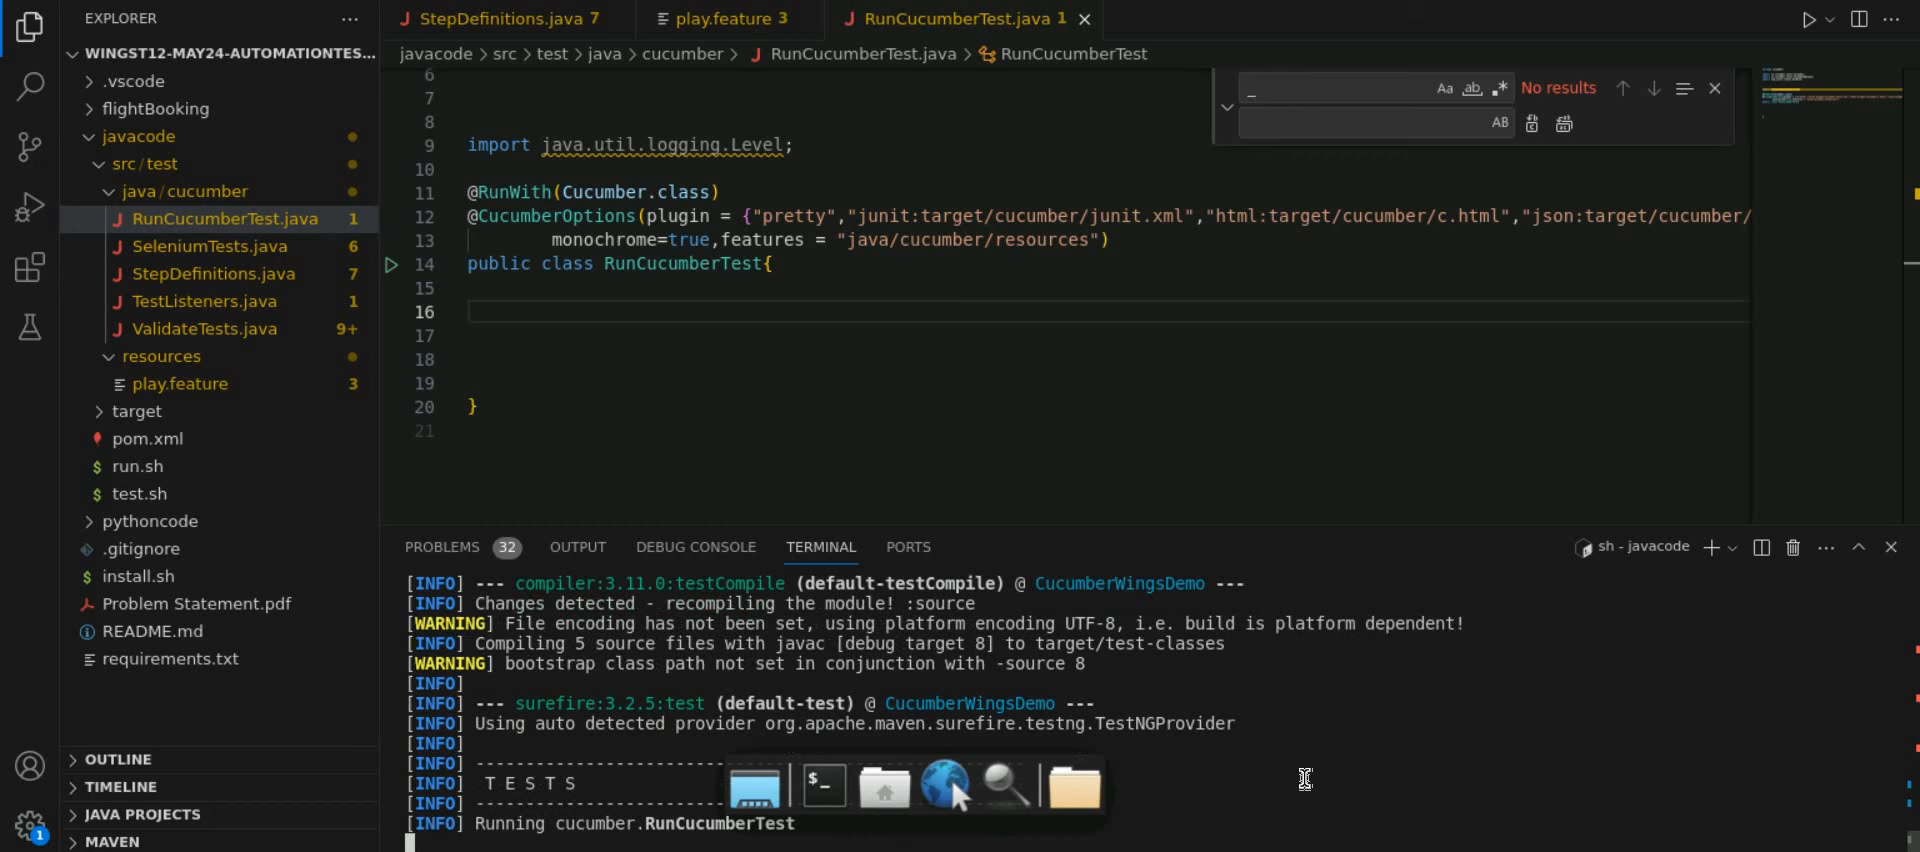 EXPLORER
StepDefinitions.java 7
play.feature 3
RunCucumberTest.java 1
WINGST12-MAY24-AUTOMATIONTES...
javacode > src > test > java > cucumber > RunCucumberTest.java > RunCucumberTest
.vscode
flightBooking
javacode
src/test
java/cucumber
RunCucumberTest.java 1
SeleniumTests.java 6
StepDefinitions.java 7
TestListeners.java 1
ValidateTests.java 9+
resources
play.feature 3
target
pom.xml
run.sh
test.sh
pythoncode
.gitignore
install.sh
Problem Statement.pdf
README.md
requirements.txt
OUTLINE
TIMELINE
JAVA PROJECTS
MAVEN
1
_
Aa ab .*
No results
AB
6
7
8
9 import java.util.logging.Level;
10
11 @RunWith(Cucumber.class)
12 @CucumberOptions(plugin = {"pretty","junit:target/cucumber/junit.xml","html:target/cucumber/c.html","json:target/cucumber/
13 monochrome=true,features = "java/cucumber/resources")
14 public class RunCucumberTest{
15
16
17
18
19
20 }
21
PROBLEMS 32 OUTPUT DEBUG CONSOLE TERMINAL PORTS
sh - javacode
[INFO] --- compiler:3.11.0:testCompile (default-testCompile) @ CucumberWingsDemo ---
[INFO] Changes detected - recompiling the module! :source
[WARNING] File encoding has not been set, using platform encoding UTF-8, i.e. build is platform dependent!
[INFO] Compiling 5 source files with javac [debug target 8] to target/test-classes
[WARNING] bootstrap class path not set in conjunction with -source 8
[INFO]
[INFO] --- surefire:3.2.5:test (default-test) @ CucumberWingsDemo ---
[INFO] Using auto detected provider org.apache.maven.surefire.testng.TestNGProvider
[INFO]
[INFO] -------------------------
[INFO] T E S T S
[INFO] -------------------------
[INFO] Running cucumber.RunCucumberTest
$_